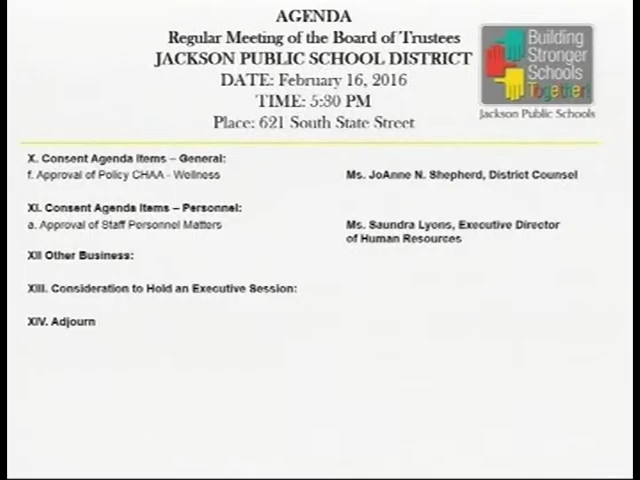 AGENDA
Regular Meeting of the Board of Trustees
JACKSON PUBLIC SCHOOL DISTRICT
DATE: February 16, 2016
TIME: 5:30 PM
Place: 621 South State Street
Building
Stronger
Schools
Together
Jackson Public Schools
X. Consent Agenda Items – General:
f. Approval of Policy CHAA - Wellness
Ms. JoAnne N. Shepherd, District Counsel
XI. Consent Agenda Items – Personnel:
a. Approval of Staff Personnel Matters
Ms. Saundra Lyons, Executive Director
of Human Resources
XII Other Business:
XIII. Consideration to Hold an Executive Session:
XIV. Adjourn